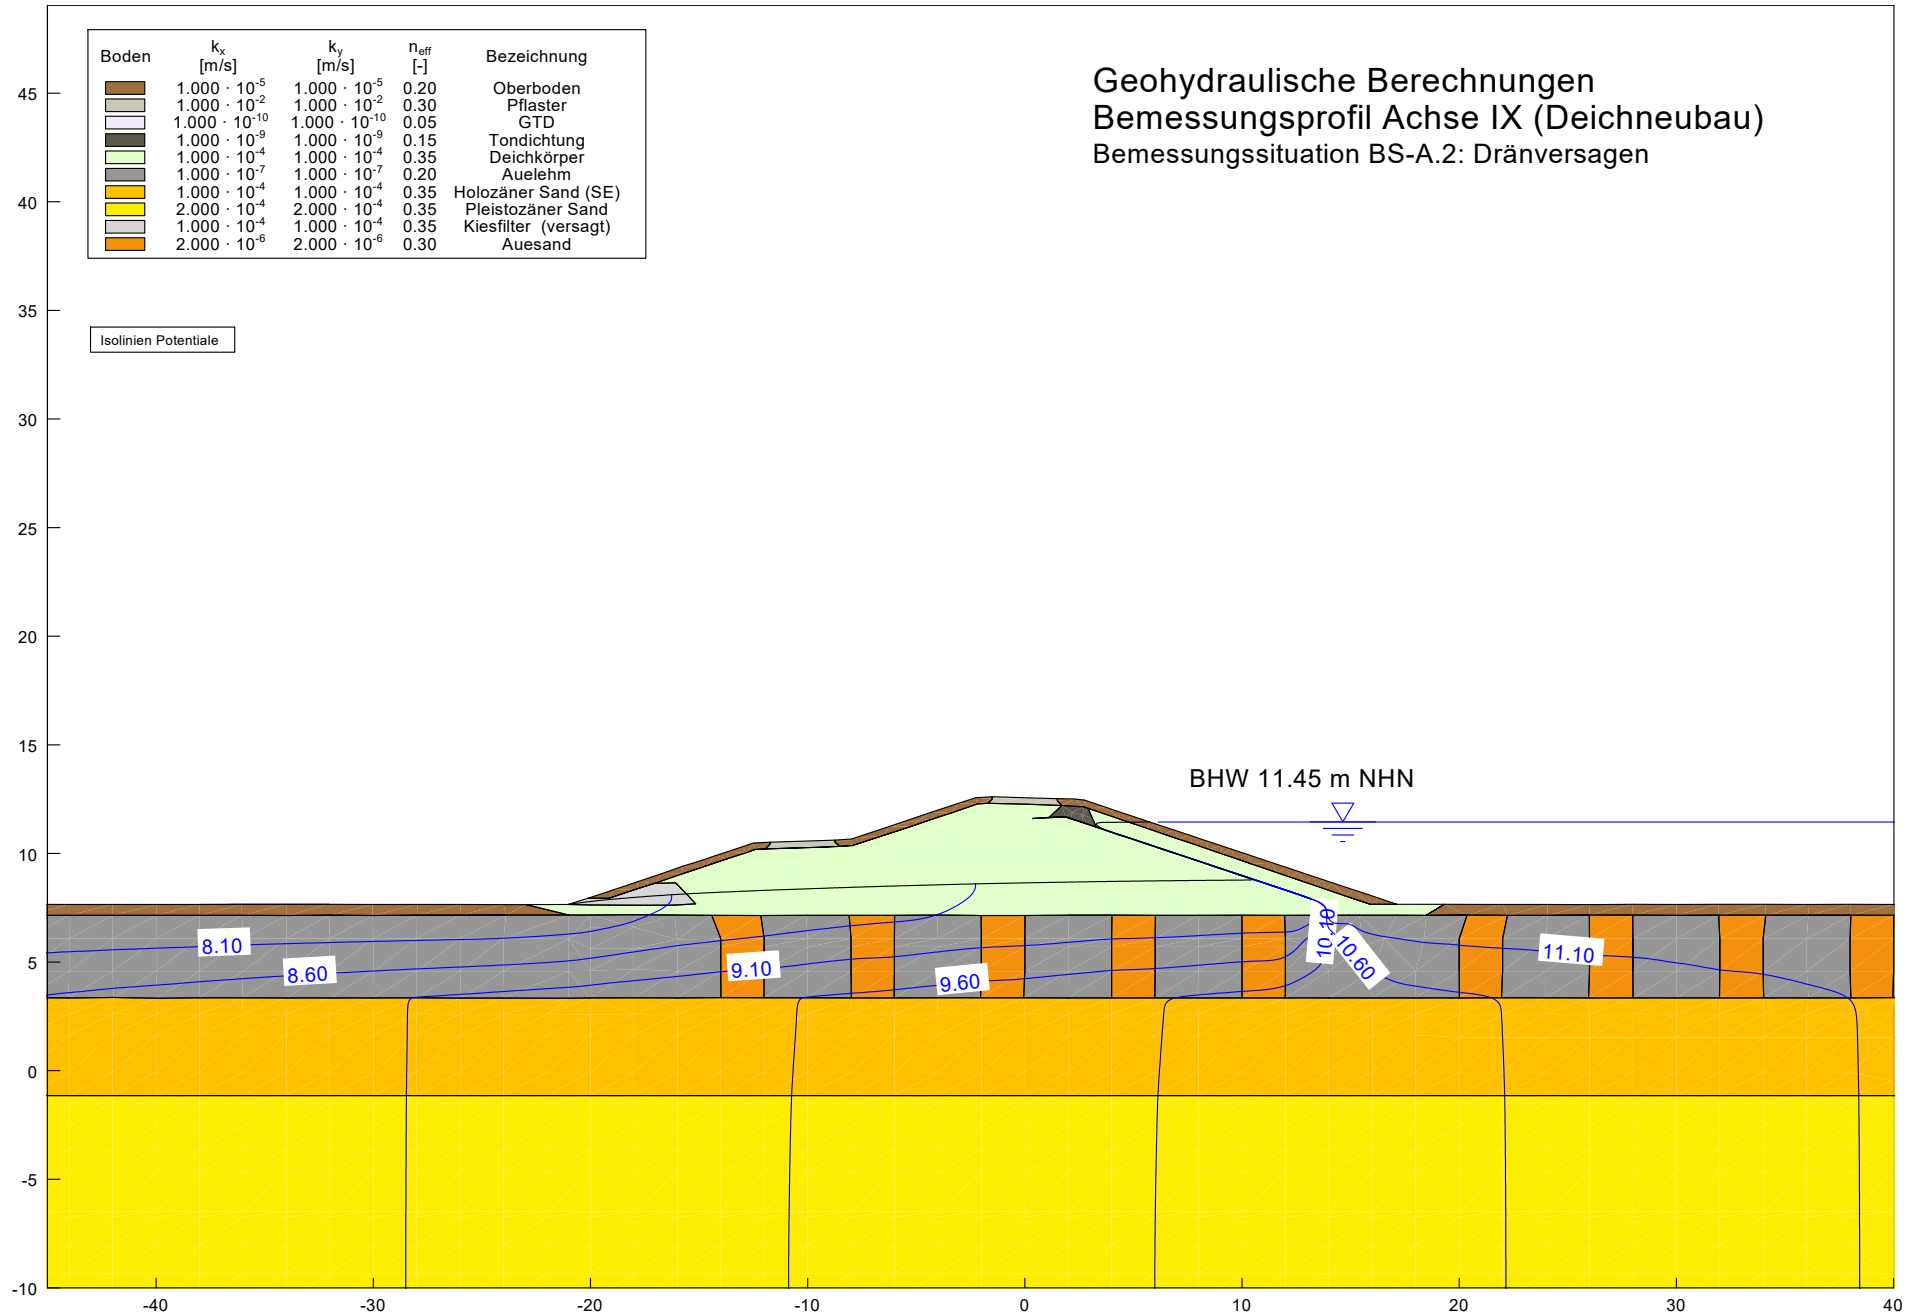 Boden kx [m/s] ky [m/s] neff [-] Bezeichnung
1.000 · 10-5 1.000 · 10-5 0.20 Oberboden
1.000 · 10-2 1.000 · 10-2 0.30 Pflaster
1.000 · 10-10 1.000 · 10-10 0.05 GTD
1.000 · 10-9 1.000 · 10-9 0.15 Tondichtung
1.000 · 10-4 1.000 · 10-4 0.35 Deichkörper
1.000 · 10-7 1.000 · 10-7 0.20 Auelehm
1.000 · 10-4 1.000 · 10-4 0.35 Holozäner Sand (SE)
2.000 · 10-4 2.000 · 10-4 0.35 Pleistozäner Sand
1.000 · 10-4 1.000 · 10-4 0.35 Kiesfilter (versagt)
2.000 · 10-6 2.000 · 10-6 0.30 Auesand
Geohydraulische Berechnungen
Bemessungsprofil Achse IX (Deichneubau)
Bemessungssituation BS-A.2: Dränversagen
Isolinien Potentiale
BHW 11.45 m NHN
45
40
35
30
25
20
15
10
5
0
-5
-10
8.10
8.60
9.10
9.60
10.10
10.60
11.10
-40 -30 -20 -10 0 10 20 30 40